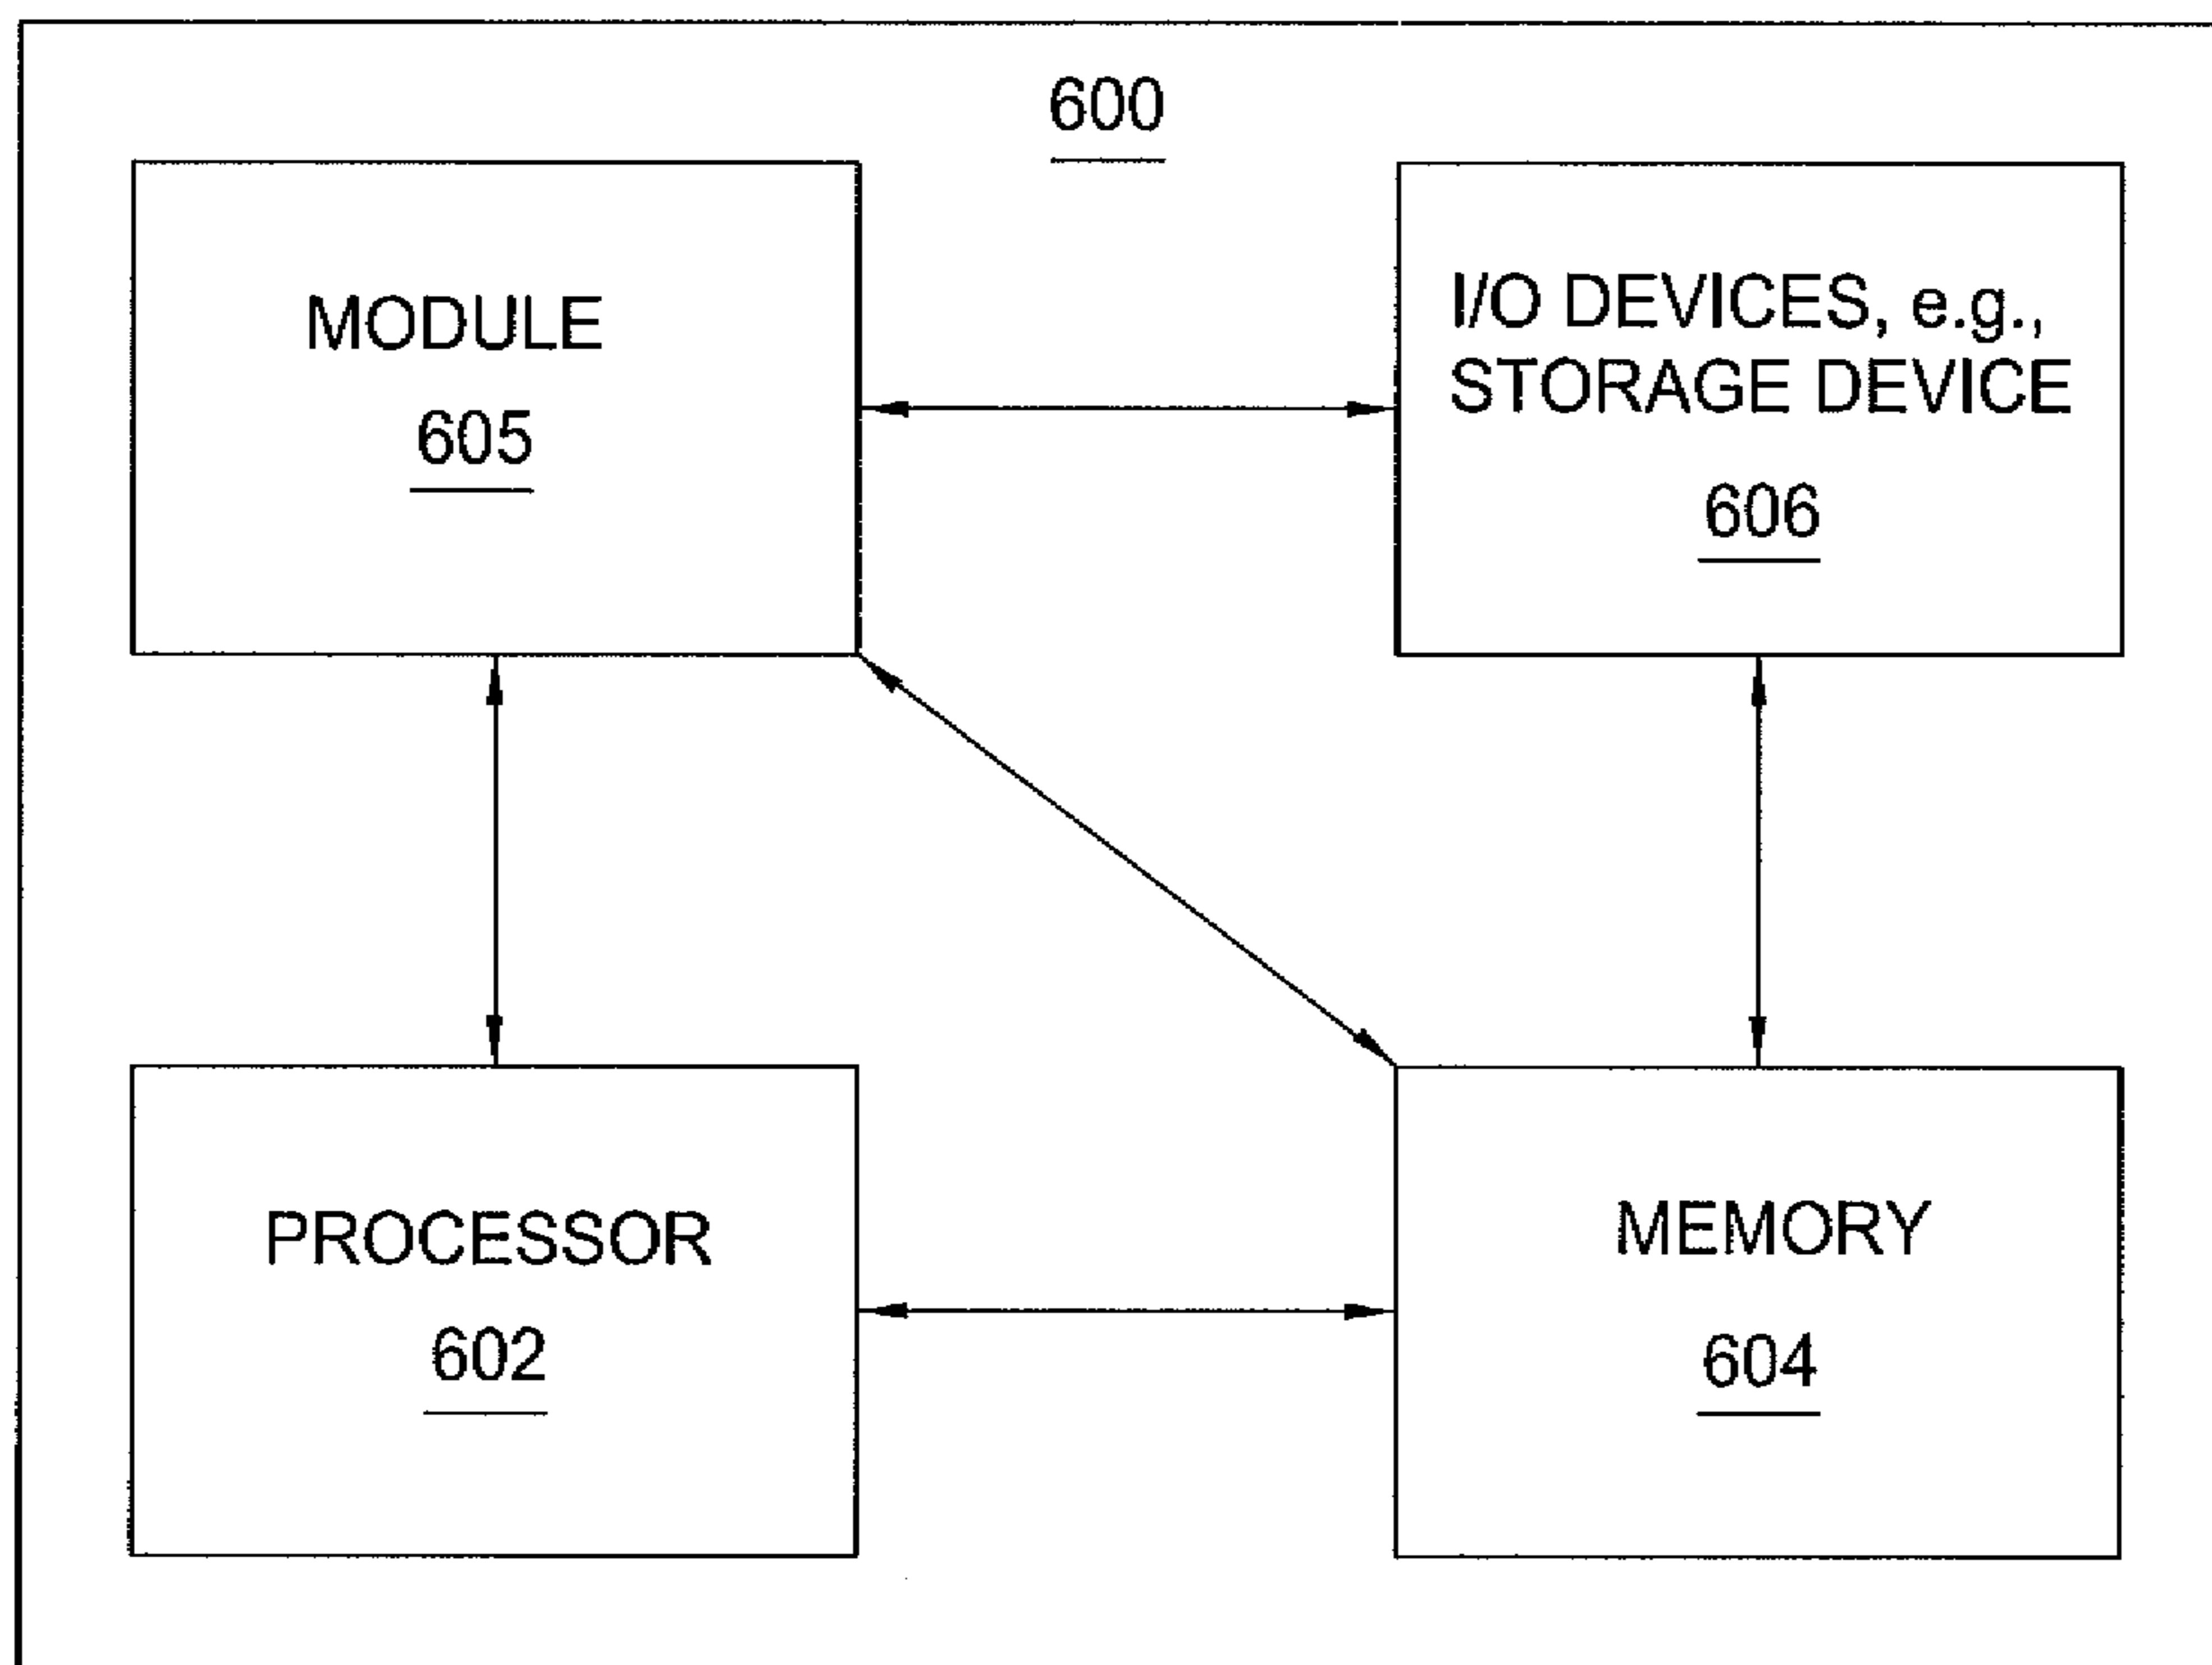 600
MODULE
605
I/O DEVICES, e.g.,
STORAGE DEVICE
606
PROCESSOR
602
MEMORY
604